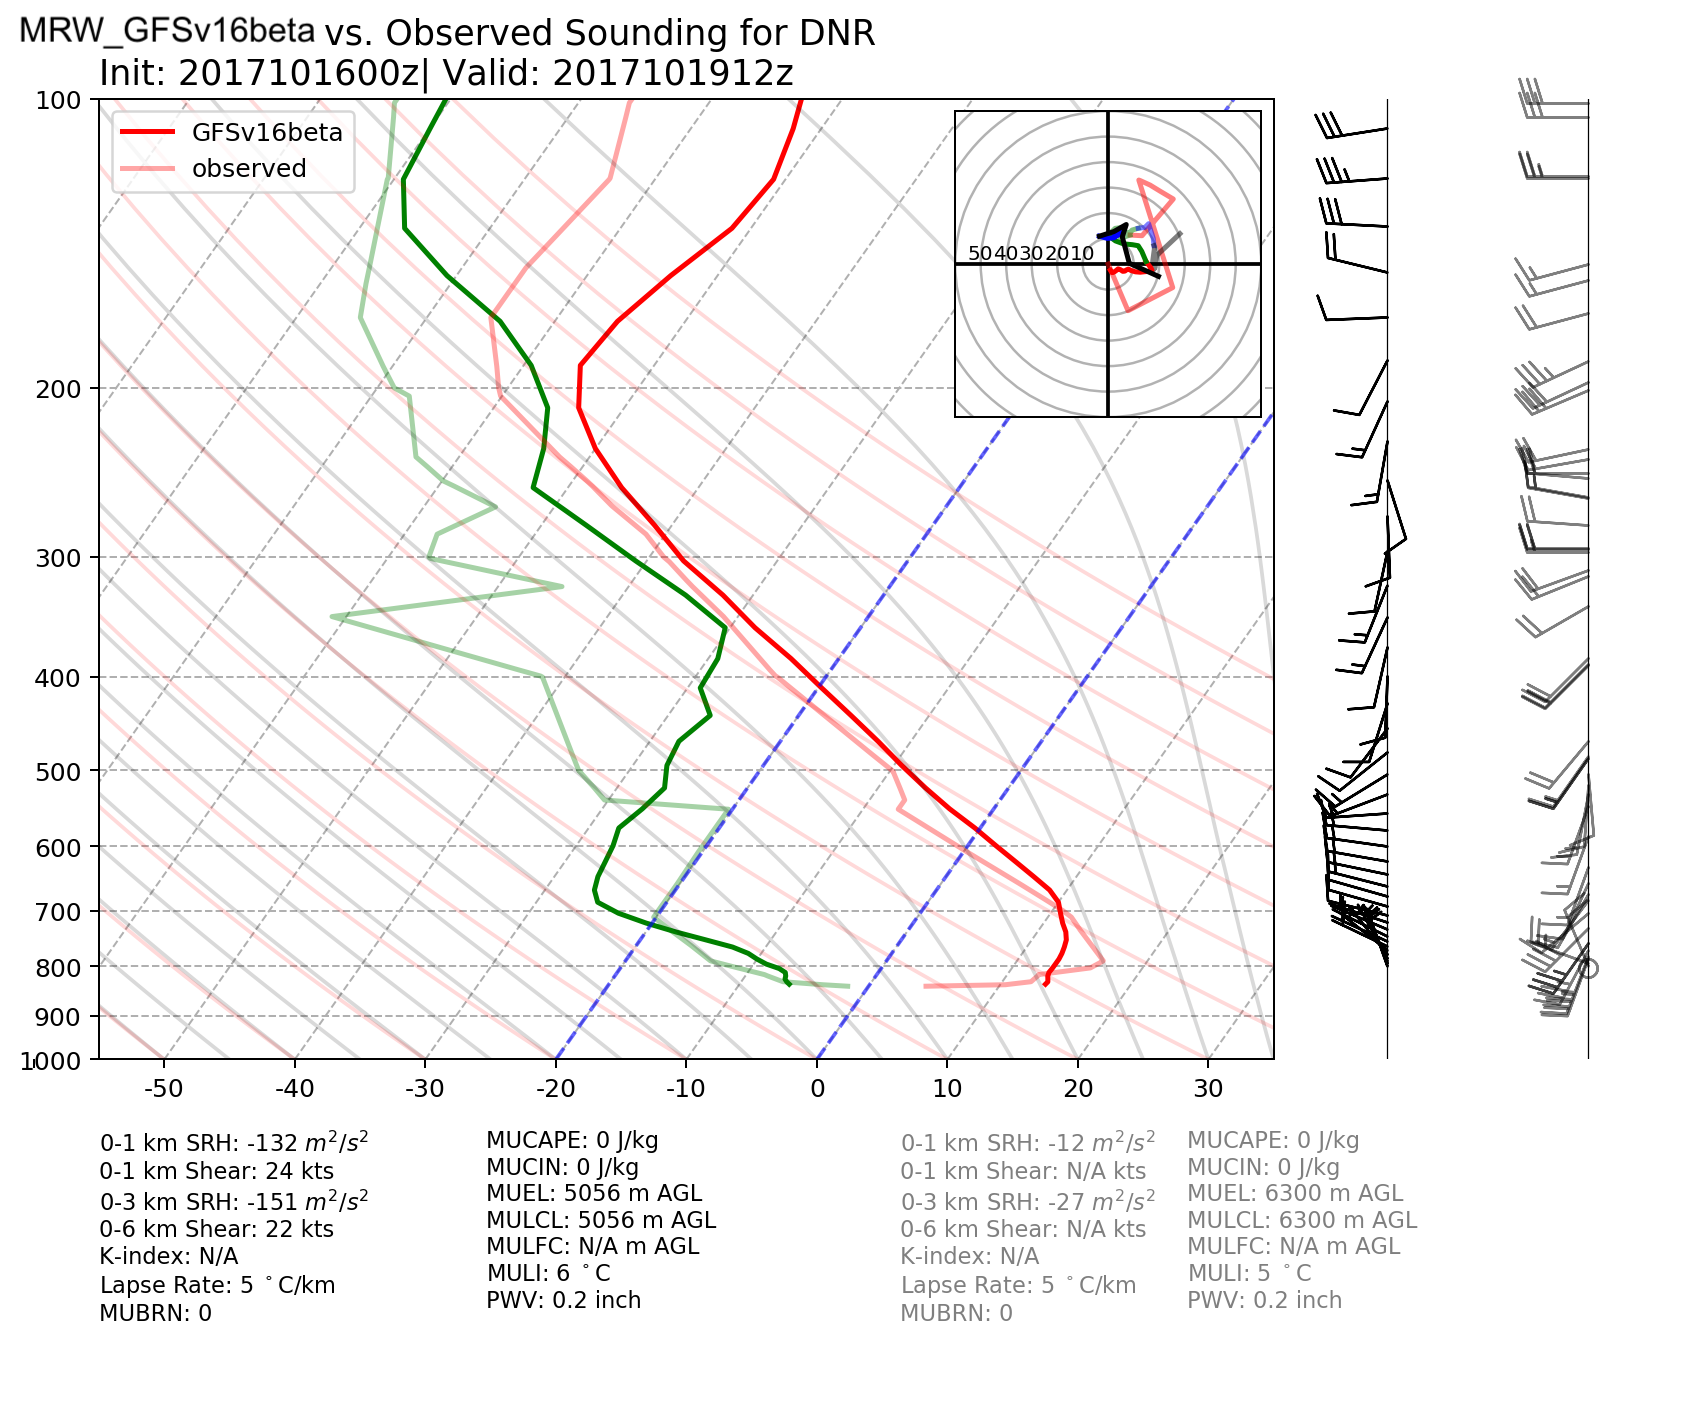 MRW_GFSv16beta vs. Observed Sounding for DNR
Init: 2017101600z| Valid: 2017101912z
GFSv16beta
observed
5040302010
100
200
300
400
500
600
700
800
900
1000
-50 -40 -30 -20 -10 0 10 20 30
0-1 km SRH: -132 m²/s²
0-1 km Shear: 24 kts
0-3 km SRH: -151 m²/s²
0-6 km Shear: 22 kts
K-index: N/A
Lapse Rate: 5 °C/km
MUBRN: 0
MUCAPE: 0 J/kg
MUCIN: 0 J/kg
MUEL: 5056 m AGL
MULCL: 5056 m AGL
MULFC: N/A m AGL
MULI: 6 °C
PWV: 0.2 inch
0-1 km SRH: -12 m²/s²
0-1 km Shear: N/A kts
0-3 km SRH: -27 m²/s²
0-6 km Shear: N/A kts
K-index: N/A
Lapse Rate: 5 °C/km
MUBRN: 0
MUCAPE: 0 J/kg
MUCIN: 0 J/kg
MUEL: 6300 m AGL
MULCL: 6300 m AGL
MULFC: N/A m AGL
MULI: 5 °C
PWV: 0.2 inch